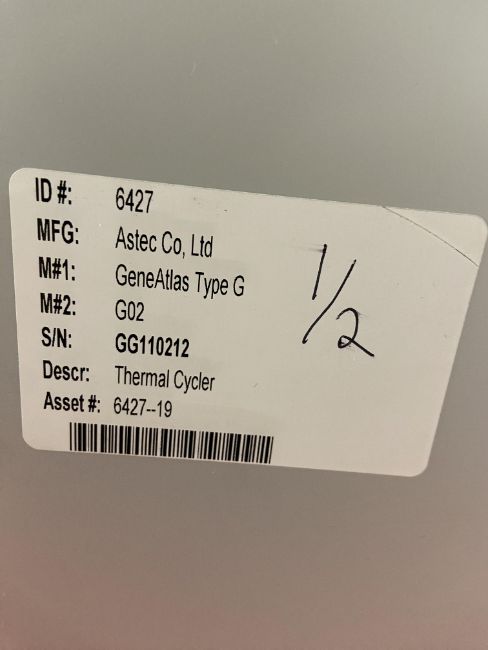 ID #: 6427
MFG: Astec Co, Ltd
M#1: GeneAtlas Type G
M#2: G02
S/N: GG110212
Descr: Thermal Cycler
Asset #: 6427--19
1/2